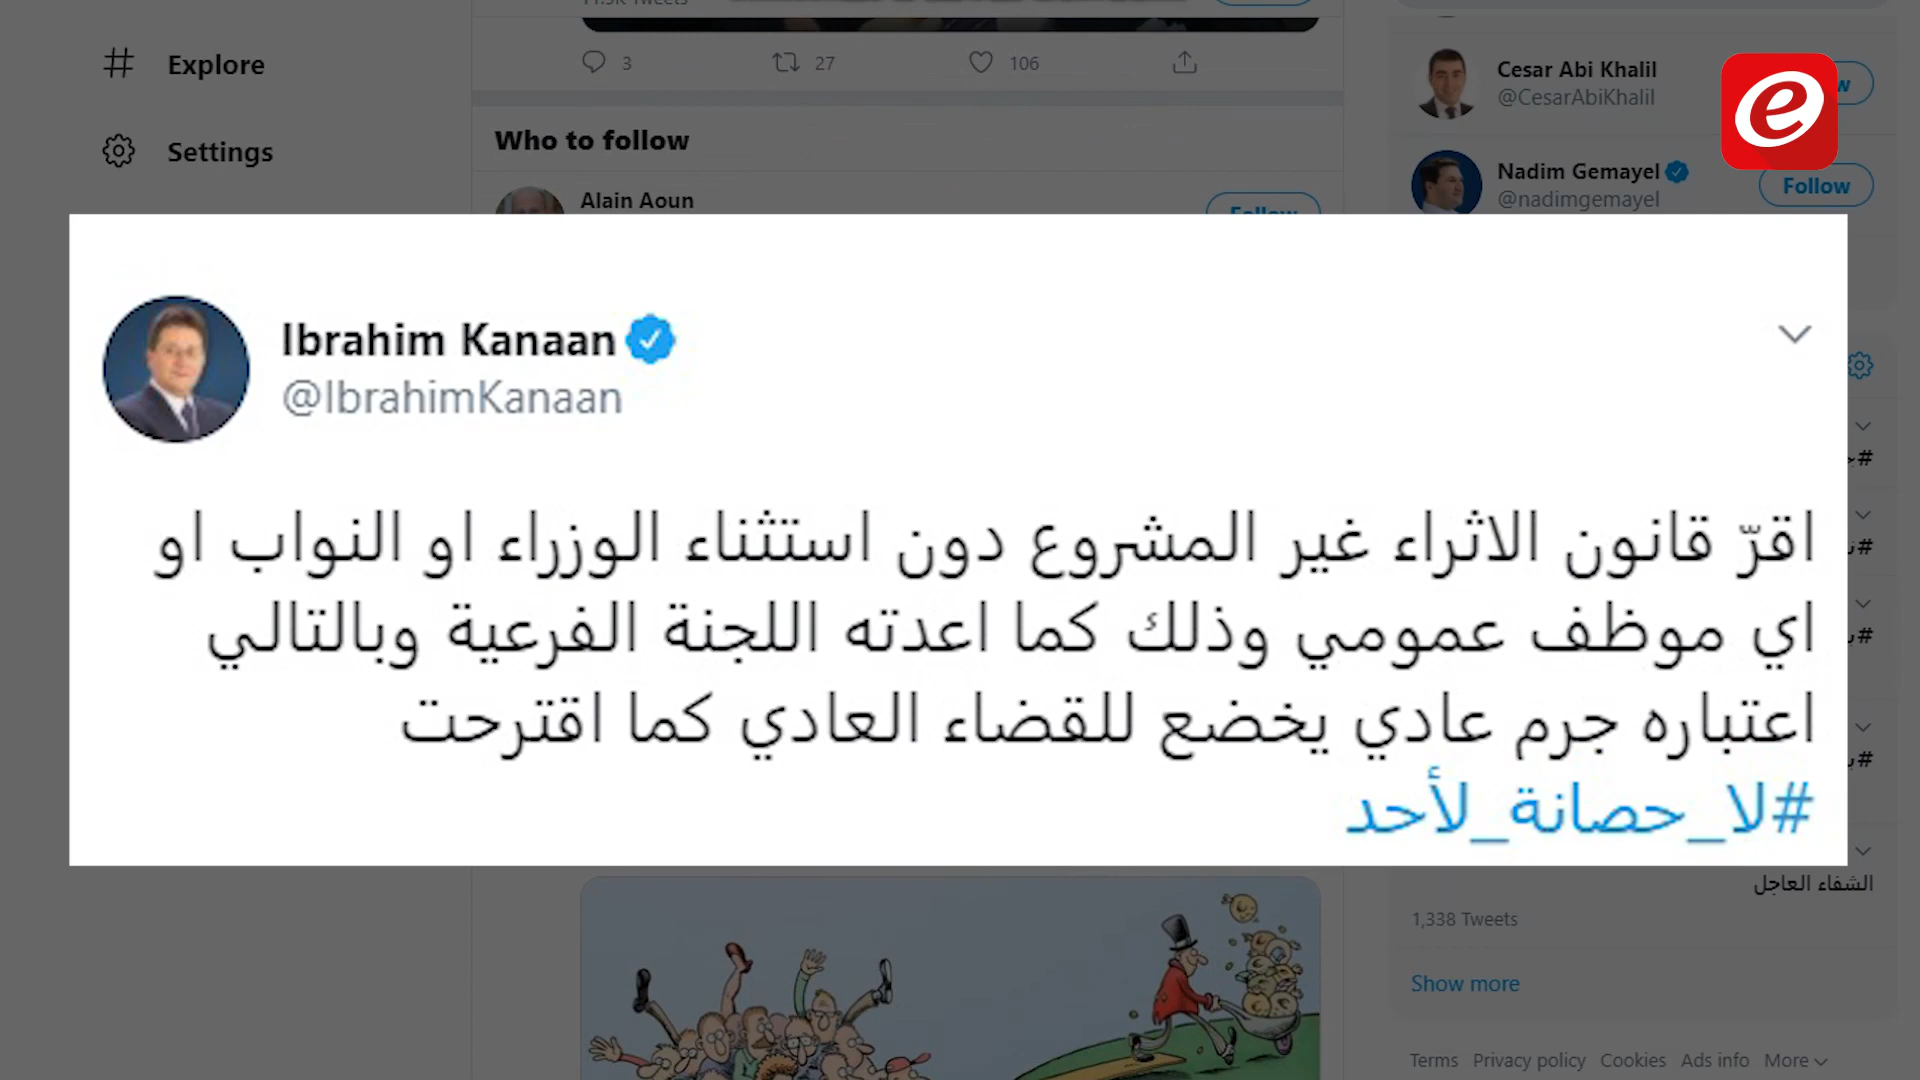 Tweets
3
27
106
Explore
Settings
Who to follow
Alain Aoun
Follow
Cesar Abi Khalil
@CesarAbiKhalil
Nadim Gemayel
@nadimgemayel
Follow
e
Ibrahim Kanaan
@IbrahimKanaan
اقرّ قانون الاثراء غير المشروع دون استثناء الوزراء او النواب او
اي موظف عمومي وذلك كما اعدته اللجنة الفرعية وبالتالي
اعتباره جرم عادي يخضع للقضاء العادي كما اقترحت
#لا_حصانة_لأحد
الشفاء العاجل
1,338 Tweets
Show more
Terms Privacy policy Cookies Ads info More